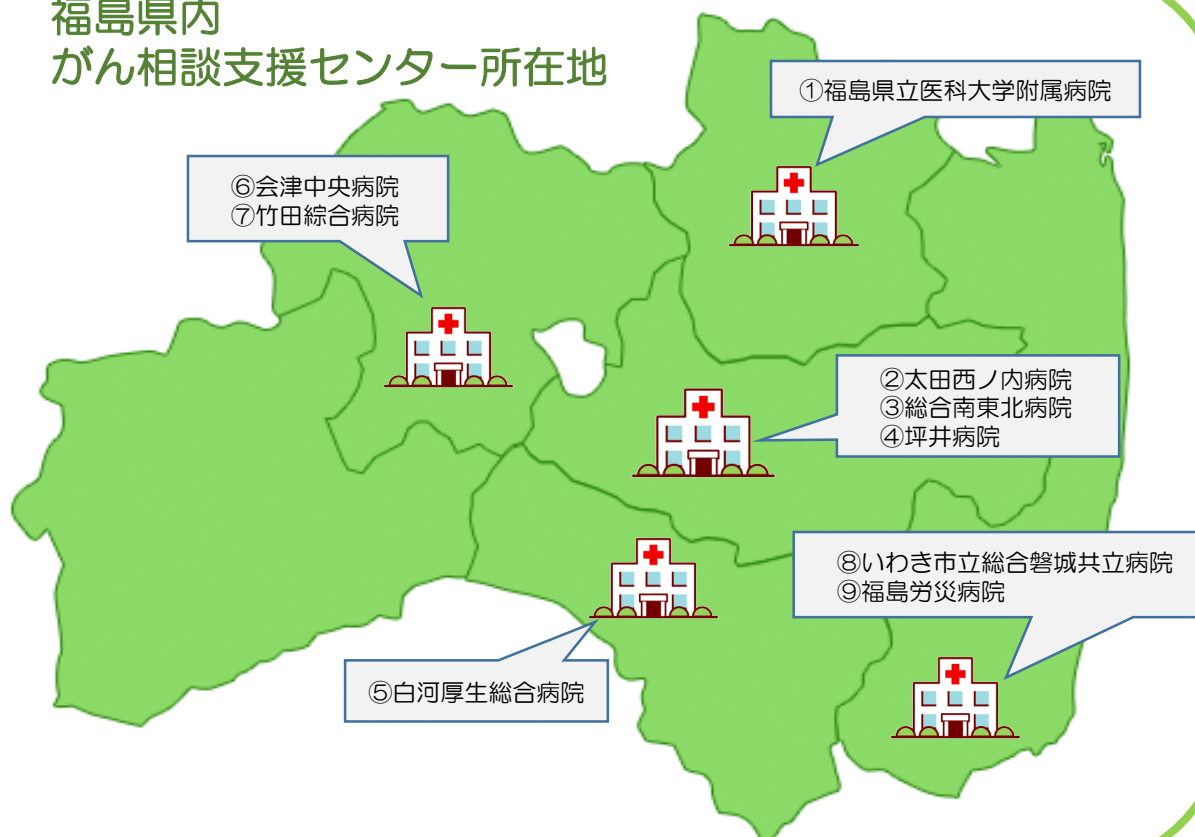 福島県内
がん相談支援センター所在地
①福島県立医科大学附属病院
⑥会津中央病院
⑦竹田綜合病院
②太田西ノ内病院
③総合南東北病院
④坪井病院
⑧いわき市立総合磐城共立病院
⑨福島労災病院
⑤白河厚生総合病院